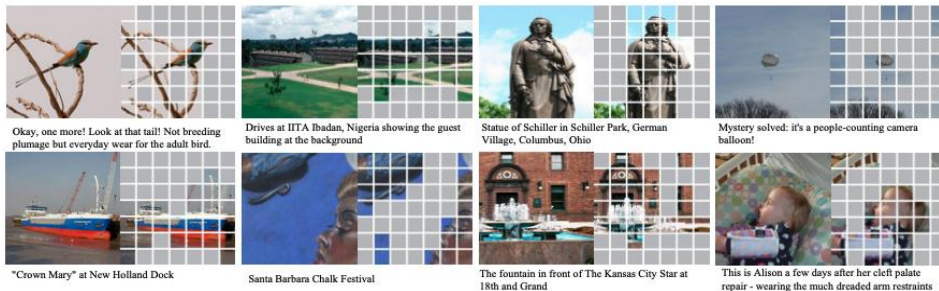 Okay, one more! Look at that tail! Not breeding
plumage but everyday wear for the adult bird.
Drives at IITA Ibadan, Nigeria showing the guest
building at the background
Statue of Schiller in Schiller Park, German
Village, Columbus, Ohio
Mystery solved: it's a people-counting camera
balloon!
"Crown Mary" at New Holland Dock
Santa Barbara Chalk Festival
The fountain in front of The Kansas City Star at
18th and Grand
This is Alison a few days after her cleft palate
repair - wearing the much dreaded arm restraints